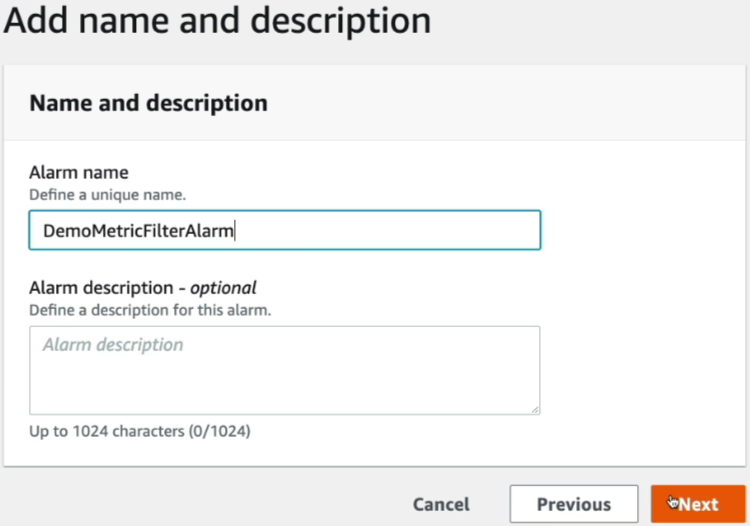 Add name and description
Name and description
Alarm name
Define a unique name.
DemoMetricFilterAlarm
Alarm description - optional
Define a description for this alarm.
Alarm description
Up to 1024 characters (0/1024)
Cancel Previous Next